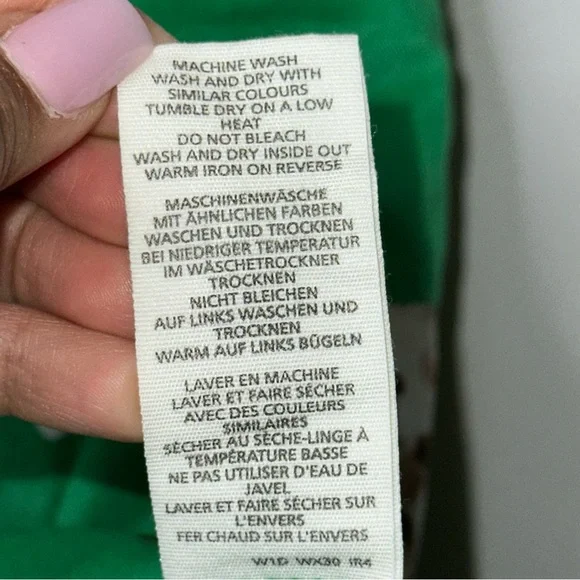 MACHINE WASH
WASH AND DRY WITH
SIMILAR COLOURS
TUMBLE DRY ON A LOW
HEAT
DO NOT BLEACH
WASH AND DRY INSIDE OUT
WARM IRON ON REVERSE
MASCHINENWÄSCHE
MIT ÄHNLICHEN FARBEN
WASCHEN UND TROCKNEN
BEI NIEDRIGER TEMPERATUR
IM WÄSCHETROCKNER
TROCKNEN
NICHT BLEICHEN
AUF LINKS WASCHEN UND
TROCKNEN
WARM AUF LINKS BÜGELN
LAVER EN MACHINE
LAVER ET FAIRE SÉCHER
AVEC DES COULEURS
SIMILAIRES
SÉCHER AU SÈCHE-LINGE À
TEMPÉRATURE BASSE
NE PAS UTILISER D'EAU DE
JAVEL
LAVER ET FAIRE SÉCHER SUR
L'ENVERS
FER CHAUD SUR L'ENVERS
W1D WX30 IR4